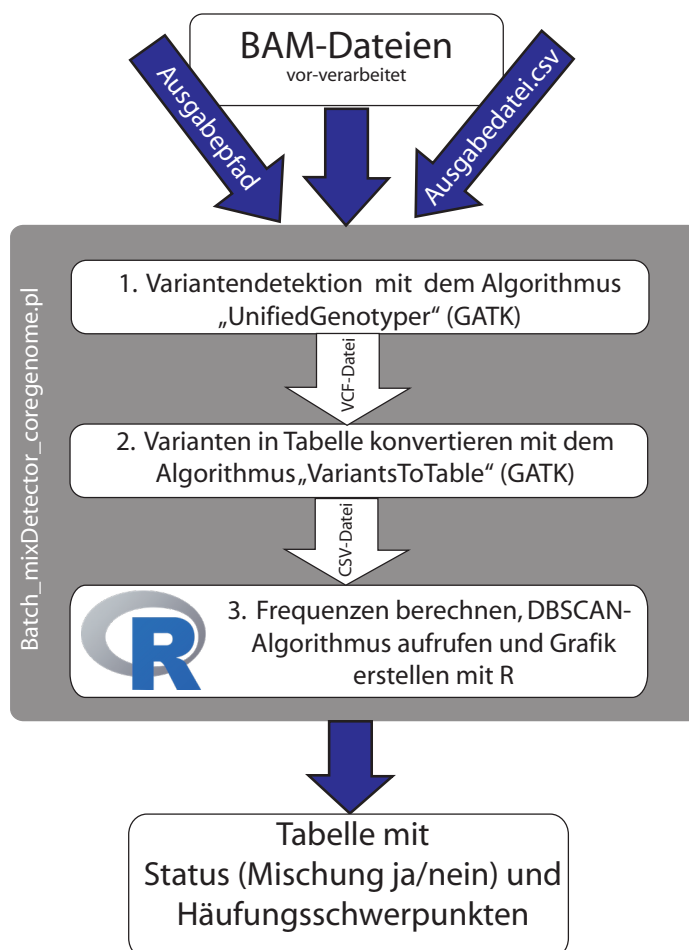 BAM-Dateien
vor-verarbeitet
Ausgabepfad
Ausgabedatei.csv
Batch_mixDetector_coregenome.pl
1. Variantendetektion mit dem Algorithmus
„UnifiedGenotyper“ (GATK)
VCF-Datei
2. Varianten in Tabelle konvertieren mit dem
Algorithmus „VariantsToTable“ (GATK)
CSV-Datei
R
3. Frequenzen berechnen, DBSCAN-
Algorithmus aufrufen und Grafik
erstellen mit R
Tabelle mit
Status (Mischung ja/nein) und
Häufungsschwerpunkten